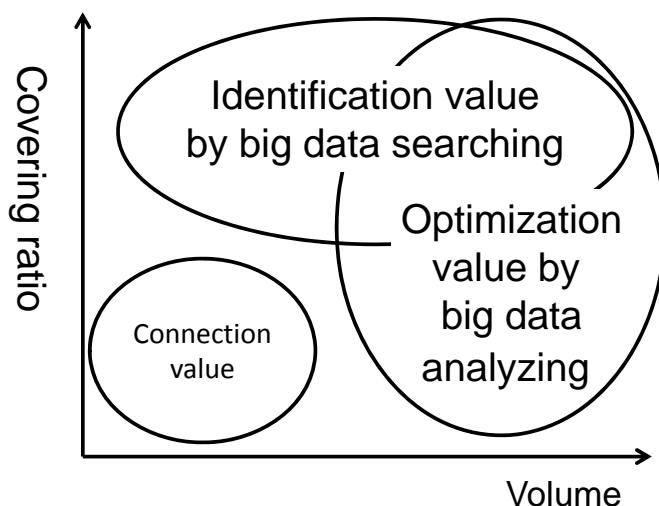 Covering ratio
Identification value
by big data searching
Optimization
value by
big data
analyzing
Connection
value
Volume